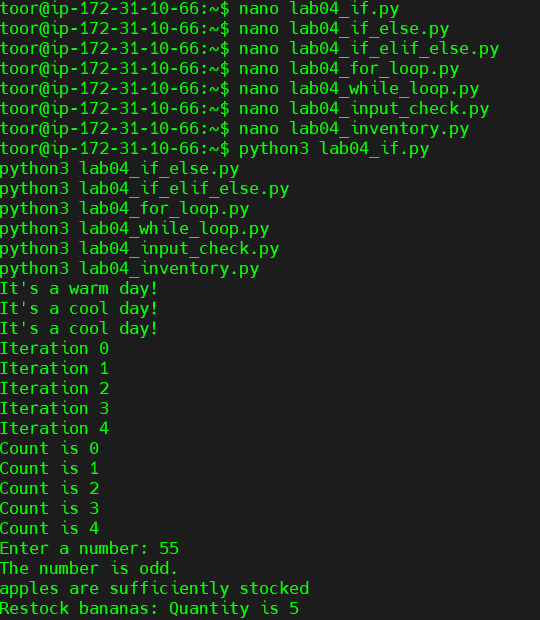 toor@ip-172-31-10-66:~$ nano lab04_if.py
toor@ip-172-31-10-66:~$ nano lab04_if_else.py
toor@ip-172-31-10-66:~$ nano lab04_if_elif_else.py
toor@ip-172-31-10-66:~$ nano lab04_for_loop.py
toor@ip-172-31-10-66:~$ nano lab04_while_loop.py
toor@ip-172-31-10-66:~$ nano lab04_input_check.py
toor@ip-172-31-10-66:~$ nano lab04_inventory.py
toor@ip-172-31-10-66:~$ python3 lab04_if.py
python3 lab04_if_else.py
python3 lab04_if_elif_else.py
python3 lab04_for_loop.py
python3 lab04_while_loop.py
python3 lab04_input_check.py
python3 lab04_inventory.py
It's a warm day!
It's a cool day!
It's a cool day!
Iteration 0
Iteration 1
Iteration 2
Iteration 3
Iteration 4
Count is 0
Count is 1
Count is 2
Count is 3
Count is 4
Enter a number: 55
The number is odd.
apples are sufficiently stocked
Restock bananas: Quantity is 5